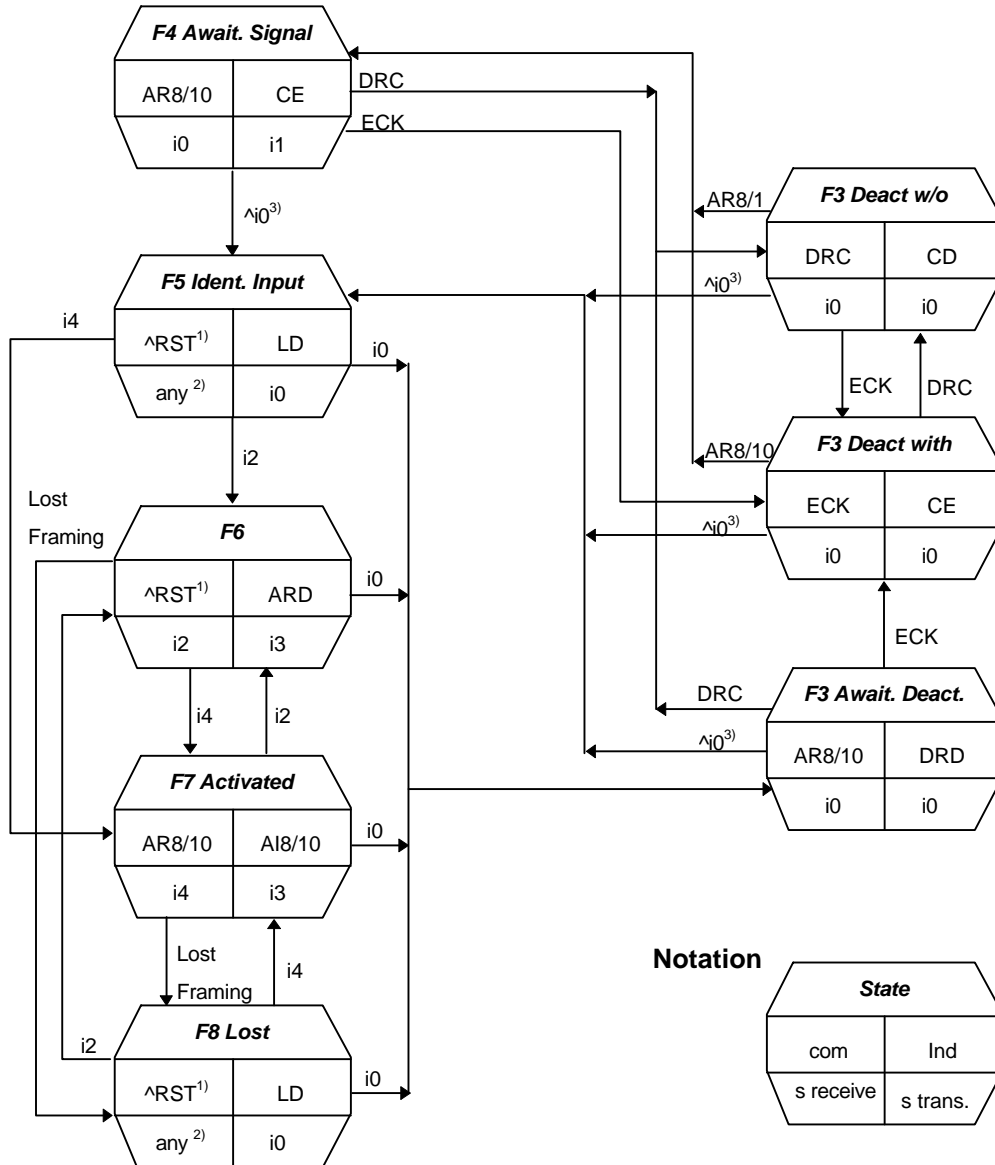 F4 Await. Signal
AR8/10 CE
i0 i1
DRC
ECK
^i0³⁾
F5 Ident. Input
^RST¹⁾ LD
any ²⁾ i0
i4
i0
i2
Lost
Framing
F6
^RST¹⁾ ARD
i2 i3
i0
i4
i2
F7 Activated
AR8/10 AI8/10
i4 i3
i0
Lost
Framing
i4
F8 Lost
^RST¹⁾ LD
any ²⁾ i0
i2
i0
F3 Deact w/o
DRC CD
i0 i0
AR8/1
^i0³⁾
ECK
DRC
F3 Deact with
ECK CE
i0 i0
AR8/10
^i0³⁾
ECK
F3 Await. Deact.
AR8/10 DRD
i0 i0
DRC
^i0³⁾
Notation
State
com Ind
s receive s trans.